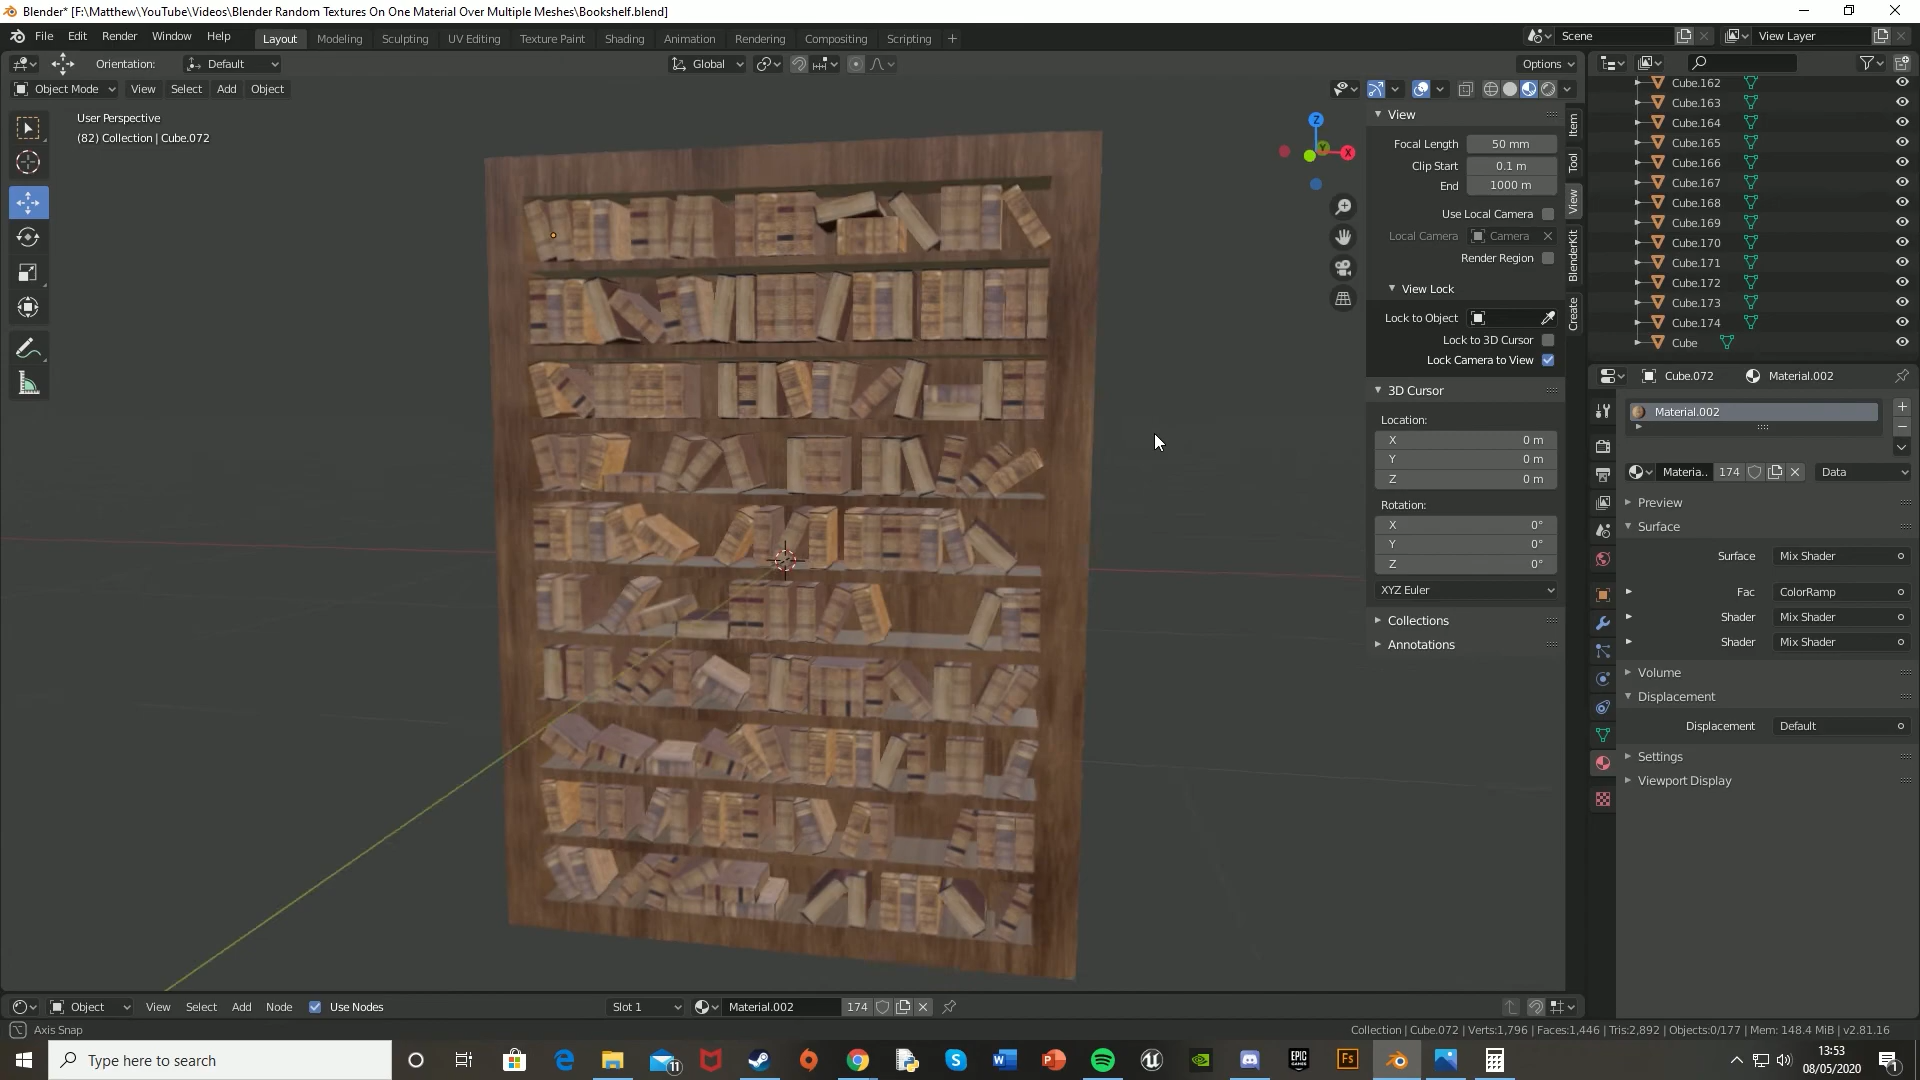 Blender* [F:\Matthew\YouTube\Videos\Blender Random Textures On One Material Over Multiple Meshes\Bookshelf.blend]
File Edit Render Window Help Layout Modeling Sculpting UV Editing Texture Paint Shading Animation Rendering Compositing Scripting + Scene View Layer
Orientation: Default Global Options
Object Mode View Select Add Object
User Perspective
(82) Collection | Cube.072
Z
Y
X
View
Focal Length 50 mm
Clip Start 0.1 m
End 1000 m
Use Local Camera
Local Camera Camera
Render Region
View Lock
Lock to Object
Lock to 3D Cursor
Lock Camera to View
3D Cursor
Location:
X 0 m
Y 0 m
Z 0 m
Rotation:
X 0°
Y 0°
Z 0°
XYZ Euler
Collections
Annotations
Item
Tool
View
BlenderKit
Create
Cube.162
Cube.163
Cube.164
Cube.165
Cube.166
Cube.167
Cube.168
Cube.169
Cube.170
Cube.171
Cube.172
Cube.173
Cube.174
Cube
Cube.072 Material.002
Material.002
Materia.. 174 Data
Preview
Surface
Surface Mix Shader
Fac ColorRamp
Shader Mix Shader
Shader Mix Shader
Volume
Displacement
Displacement Default
Settings
Viewport Display
Object View Select Add Node Use Nodes Slot 1 Material.002 174
Axis Snap
Collection | Cube.072 | Verts:1,796 | Faces:1,446 | Tris:2,892 | Objects:0/177 | Mem: 148.4 MiB | v2.81.16
Type here to search
11
W
P
S
EPIC GAMES
Fs
13:53
08/05/2020
1